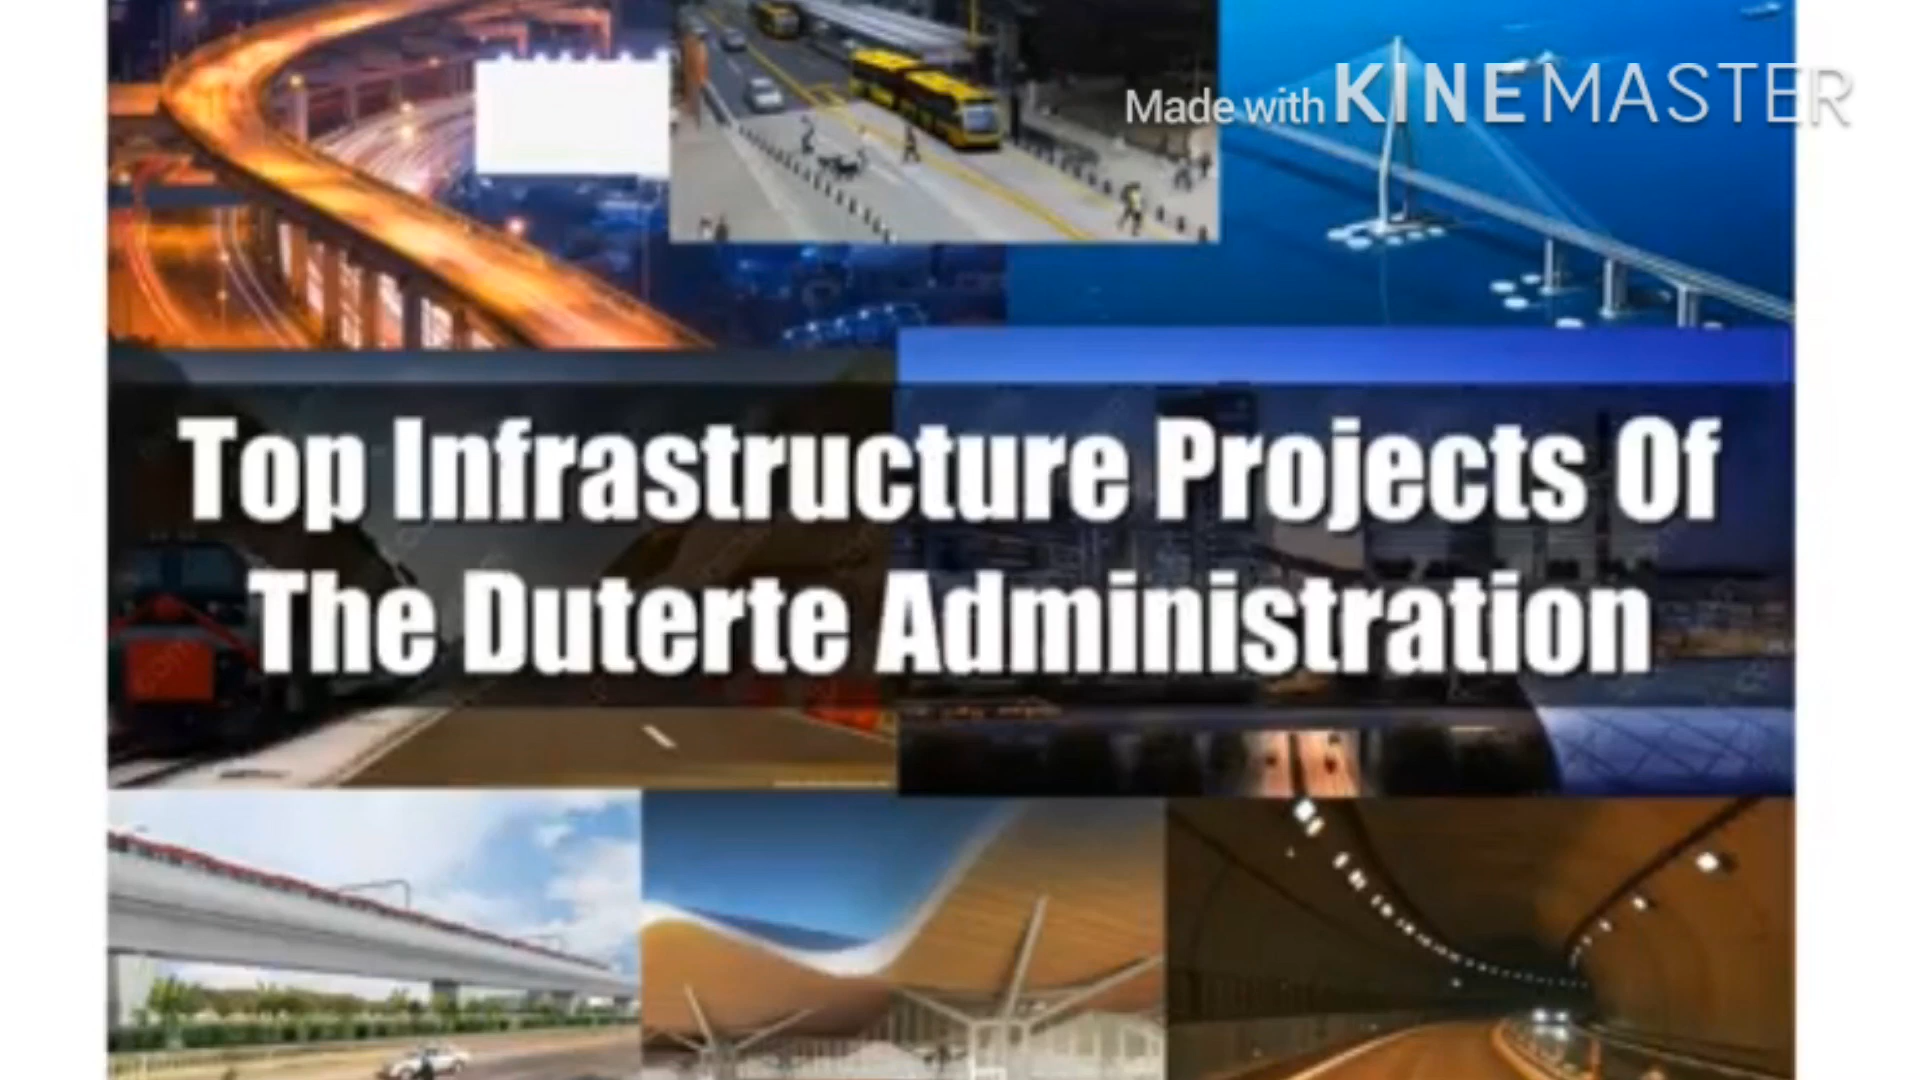 Made with KINEMASTER
Top Infrastructure Projects Of
The Duterte Administration